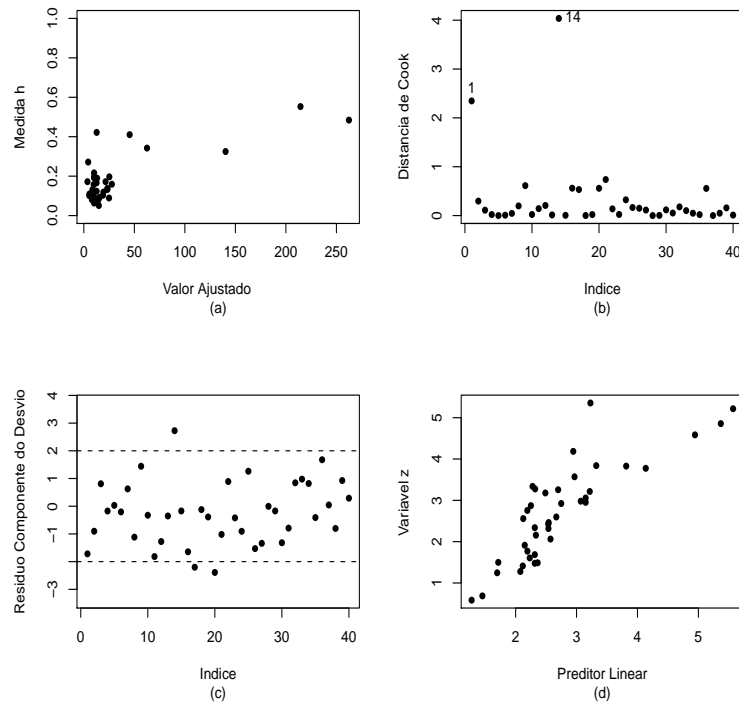 Medida h
1.0
0.8
0.6
0.4
0.2
0.0
0 50 100 150 200 250
Valor Ajustado
(a)
Distancia de Cook
4
3
2
1
0
14
1
0 10 20 30 40
Indice
(b)
Residuo Componente do Desvio
4
3
2
1
0
−1
−3
0 10 20 30 40
Indice
(c)
Variavel z
5
4
3
2
1
2 3 4 5
Preditor Linear
(d)